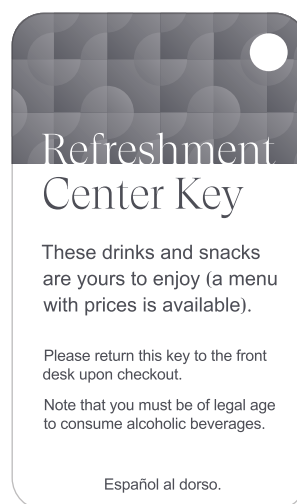 Refreshment
Center Key
These drinks and snacks
are yours to enjoy (a menu
with prices is available).
Please return this key to the front
desk upon checkout.
Note that you must be of legal age
to consume alcoholic beverages.
Español al dorso.